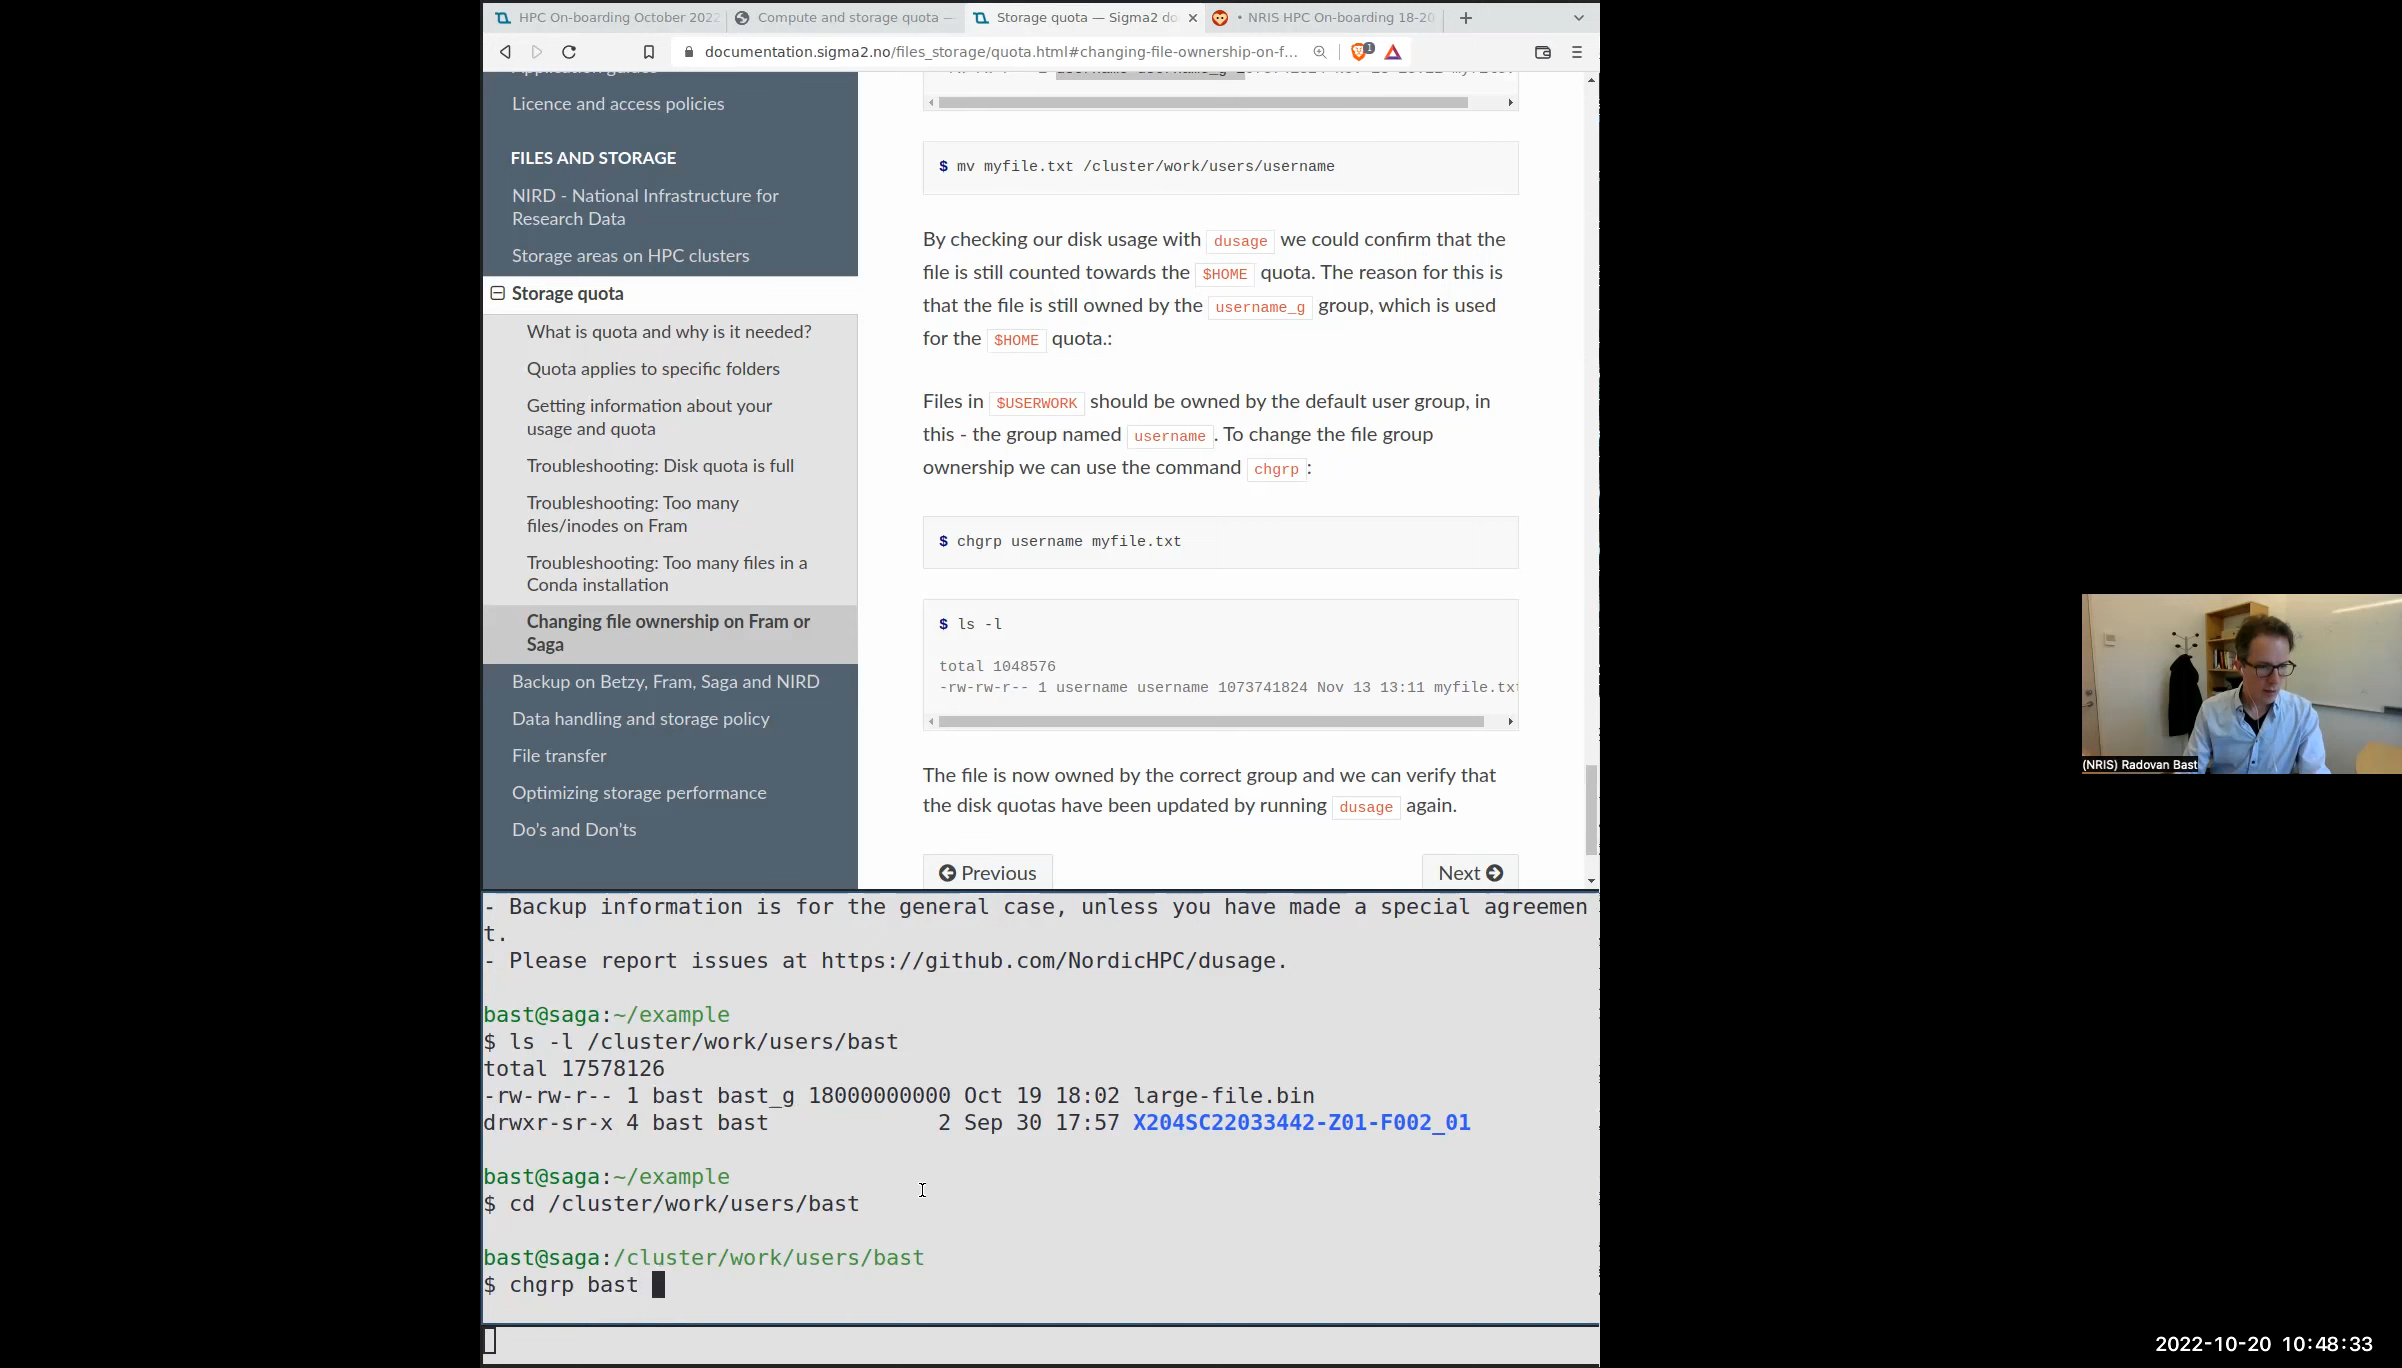 HPC On-boarding October 2022
Compute and storage quota —
Storage quota — Sigma2 do
• NRIS HPC On-boarding 18-20
documentation.sigma2.no/files_storage/quota.html#changing-file-ownership-on-f...
1
Licence and access policies
FILES AND STORAGE
NIRD - National Infrastructure for
Research Data
Storage areas on HPC clusters
Storage quota
What is quota and why is it needed?
Quota applies to specific folders
Getting information about your
usage and quota
Troubleshooting: Disk quota is full
Troubleshooting: Too many
files/inodes on Fram
Troubleshooting: Too many files in a
Conda installation
Changing file ownership on Fram or
Saga
Backup on Betzy, Fram, Saga and NIRD
Data handling and storage policy
File transfer
Optimizing storage performance
Do's and Don'ts
$ mv myfile.txt /cluster/work/users/username
By checking our disk usage with dusage we could confirm that the
file is still counted towards the $HOME quota. The reason for this is
that the file is still owned by the username_g group, which is used
for the $HOME quota.:
Files in $USERWORK should be owned by the default user group, in
this - the group named username. To change the file group
ownership we can use the command chgrp:
$ chgrp username myfile.txt
$ ls -l
total 1048576
-rw-rw-r-- 1 username username 1073741824 Nov 13 13:11 myfile.txt
The file is now owned by the correct group and we can verify that
the disk quotas have been updated by running dusage again.
Previous
Next
- Backup information is for the general case, unless you have made a special agreemen
t.
- Please report issues at https://github.com/NordicHPC/dusage.
bast@saga:~/example
$ ls -l /cluster/work/users/bast
total 17578126
-rw-rw-r-- 1 bast bast_g 18000000000 Oct 19 18:02 large-file.bin
drwxr-sr-x 4 bast bast 2 Sep 30 17:57 X204SC22033442-Z01-F002_01
bast@saga:~/example
$ cd /cluster/work/users/bast
bast@saga:/cluster/work/users/bast
$ chgrp bast
(NRIS) Radovan Bast
2022-10-20 10:48:33